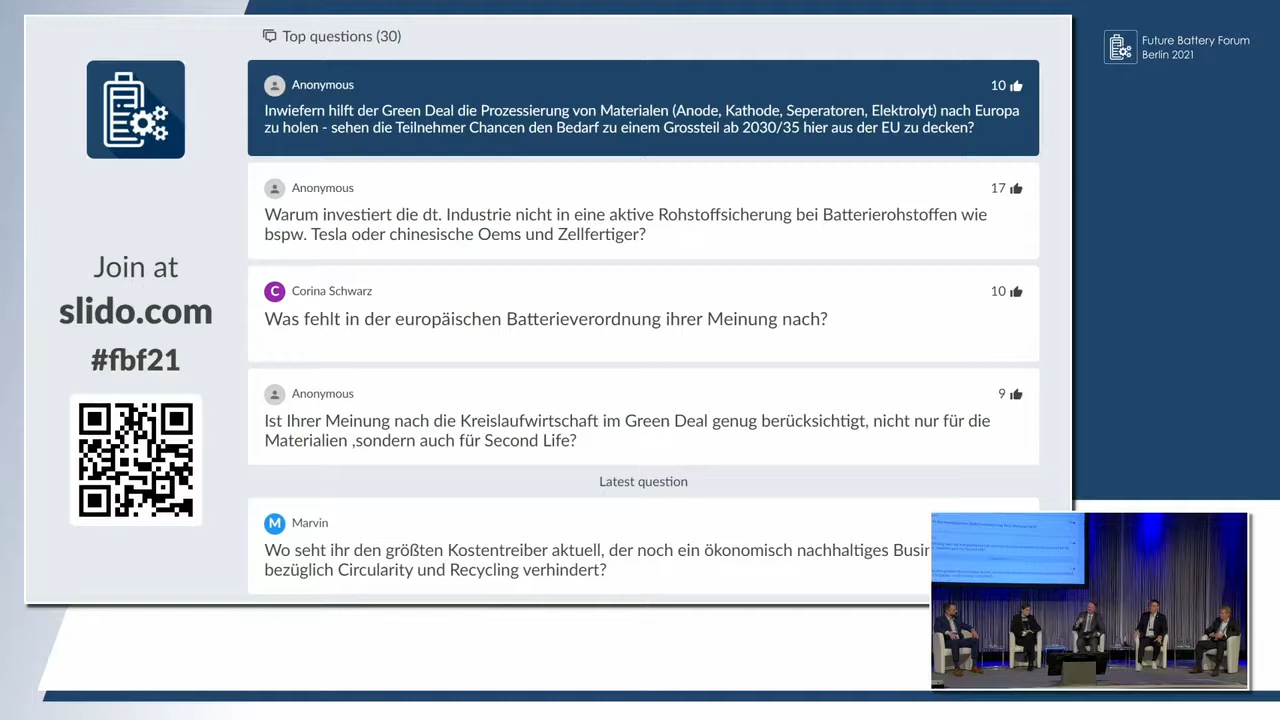 Top questions (30)
Future Battery Forum
Berlin 2021
Anonymous
10
Inwiefern hilft der Green Deal die Prozessierung von Materialen (Anode, Kathode, Seperatoren, Elektrolyt) nach Europa
zu holen - sehen die Teilnehmer Chancen den Bedarf zu einem Grossteil ab 2030/35 hier aus der EU zu decken?
Anonymous
17
Warum investiert die dt. Industrie nicht in eine aktive Rohstoffsicherung bei Batterierohstoffen wie
bspw. Tesla oder chinesische Oems und Zellfertiger?
Join at
slido.com
#fbf21
C
Corina Schwarz
10
Was fehlt in der europäischen Batterieverordnung ihrer Meinung nach?
Anonymous
9
Ist Ihrer Meinung nach die Kreislaufwirtschaft im Green Deal genug berücksichtigt, nicht nur für die
Materialien ,sondern auch für Second Life?
Latest question
M
Marvin
Wo seht ihr den größten Kostentreiber aktuell, der noch ein ökonomisch nachhaltiges
bezüglich Circularity und Recycling verhindert?